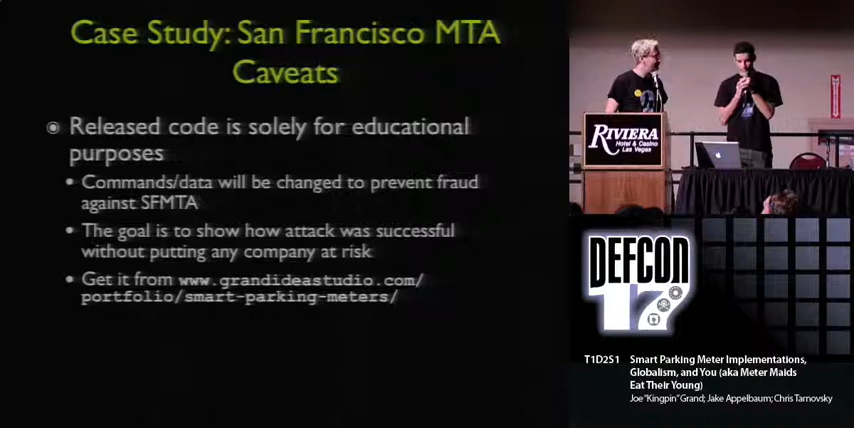 Case Study: San Francisco MTA
Caveats
Released code is solely for educational
purposes
Commands/data will be changed to prevent fraud
against SFMTA
The goal is to show how attack was successful
without putting any company at risk
Get it from www.grandideastudio.com/
portfolio/smart-parking-meters/
RIVIERA
Hotel & Casino
Las Vegas
DEFCON
17
T1D2S1 Smart Parking Meter Implementations,
Globalism, and You (aka Meter Maids
Eat Their Young)
Joe "Kingpin" Grand; Jake Appelbaum; Chris Tarnovsky